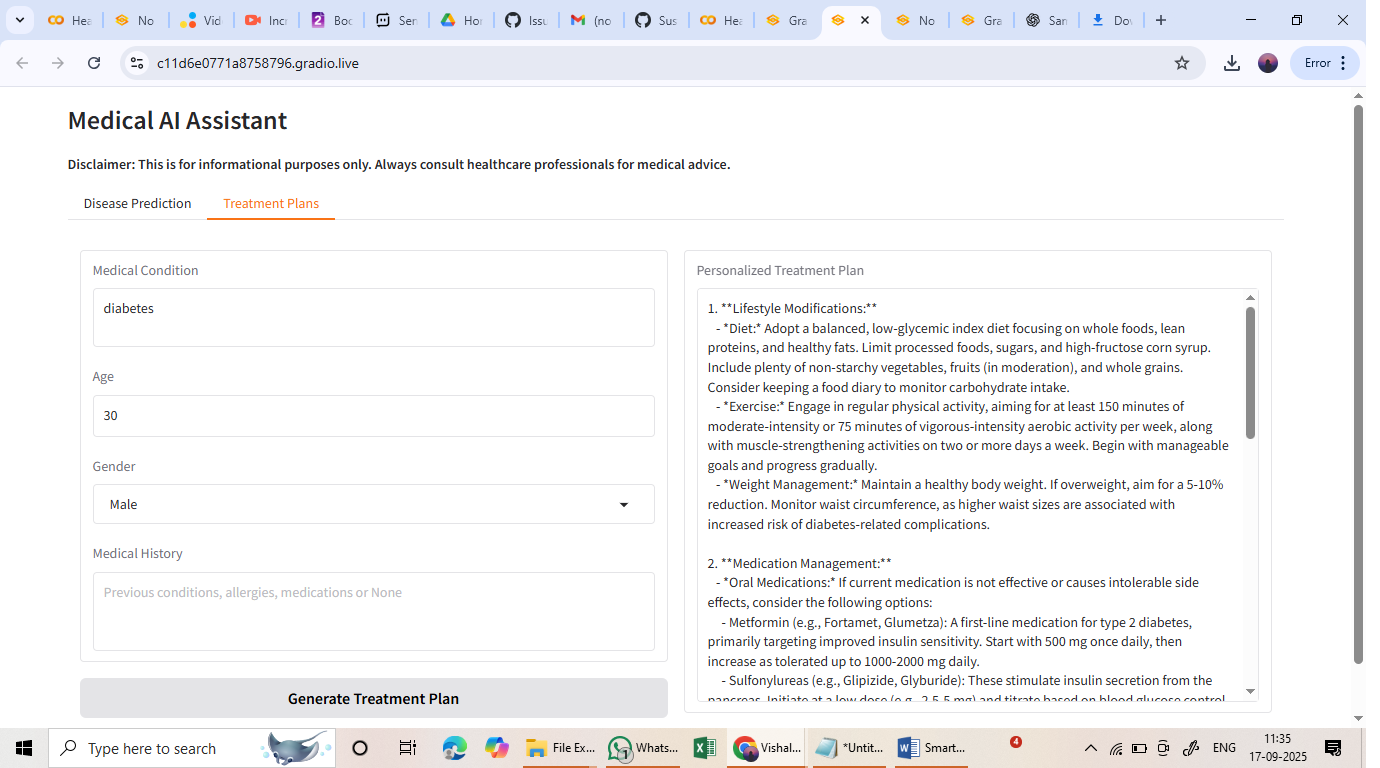 Hea
No
Vid
Incr
Boc
Ser
Hor
Issu
(no
Sus
Hea
Gra
No
Gra
San
Dov
c11d6e0771a8758796.gradio.live
Error
Medical AI Assistant
Disclaimer: This is for informational purposes only. Always consult healthcare professionals for medical advice.
Disease Prediction
Treatment Plans
Medical Condition
diabetes
Age
30
Gender
Male
Medical History
Previous conditions, allergies, medications or None
Generate Treatment Plan
Personalized Treatment Plan
1. **Lifestyle Modifications:**
- *Diet:* Adopt a balanced, low-glycemic index diet focusing on whole foods, lean
proteins, and healthy fats. Limit processed foods, sugars, and high-fructose corn syrup.
Include plenty of non-starchy vegetables, fruits (in moderation), and whole grains.
Consider keeping a food diary to monitor carbohydrate intake.
- *Exercise:* Engage in regular physical activity, aiming for at least 150 minutes of
moderate-intensity or 75 minutes of vigorous-intensity aerobic activity per week, along
with muscle-strengthening activities on two or more days a week. Begin with manageable
goals and progress gradually.
- *Weight Management:* Maintain a healthy body weight. If overweight, aim for a 5-10%
reduction. Monitor waist circumference, as higher waist sizes are associated with
increased risk of diabetes-related complications.
2. **Medication Management:**
- *Oral Medications:* If current medication is not effective or causes intolerable side
effects, consider the following options:
- Metformin (e.g., Fortamet, Glumetza): A first-line medication for type 2 diabetes,
primarily targeting improved insulin sensitivity. Start with 500 mg once daily, then
increase as tolerated up to 1000-2000 mg daily.
- Sulfonylureas (e.g., Glipizide, Glyburide): These stimulate insulin secretion from the
pancreas. Initiate at a low dose (e.g., 2.5-5 mg) and titrate based on blood glucose control.
Type here to search
File Ex...
Whats...
Vishal...
*Untit...
Smart...
4
ENG
11:35
17-09-2025